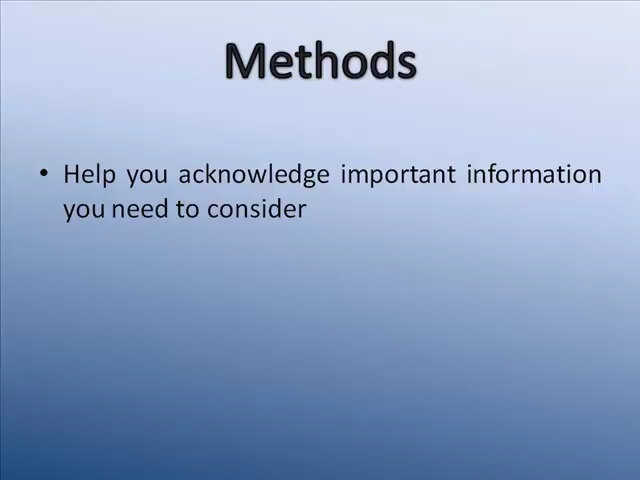 Methods
• Help you acknowledge important information
you need to consider